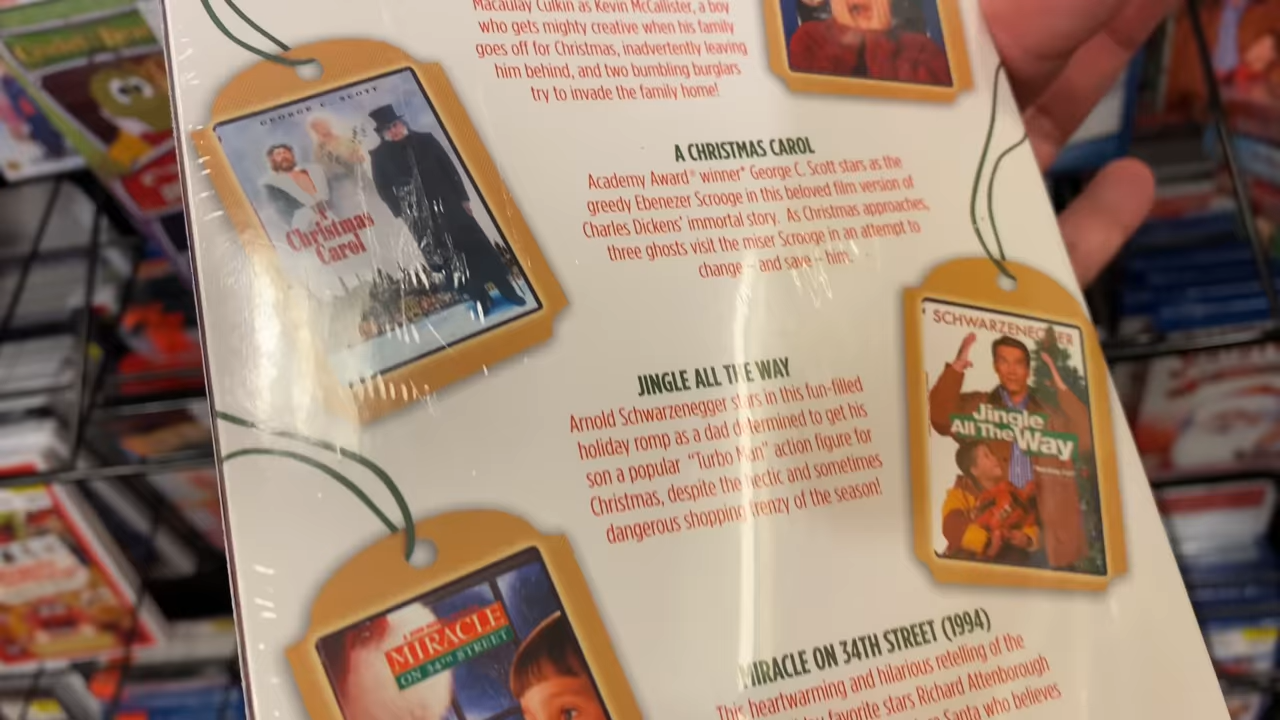 Macaulay Culkin as Kevin McCallister, a boy
who gets mighty creative when his family
goes off for Christmas, inadvertently leaving
him behind, and two bumbling burglars
try to invade the family home!
GEORGE C. SCOTT
A Christmas Carol
A CHRISTMAS CAROL
Academy Award® winner* George C. Scott stars as the
greedy Ebenezer Scrooge in this beloved film version of
Charles Dickens' immortal story. As Christmas approaches,
three ghosts visit the miser Scrooge in an attempt to
change – and save – him.
SCHWARZENEGGER
Jingle
All The Way
JINGLE ALL THE WAY
Arnold Schwarzenegger stars in this fun-filled
holiday romp as a dad determined to get his
son a popular "Turbo Man" action figure for
Christmas, despite the hectic and sometimes
dangerous shopping frenzy of the season!
MIRACLE
ON 34TH STREET
MIRACLE ON 34TH STREET (1994)
This heartwarming and hilarious retelling of the
favorite stars Richard Attenborough
Santa who believes